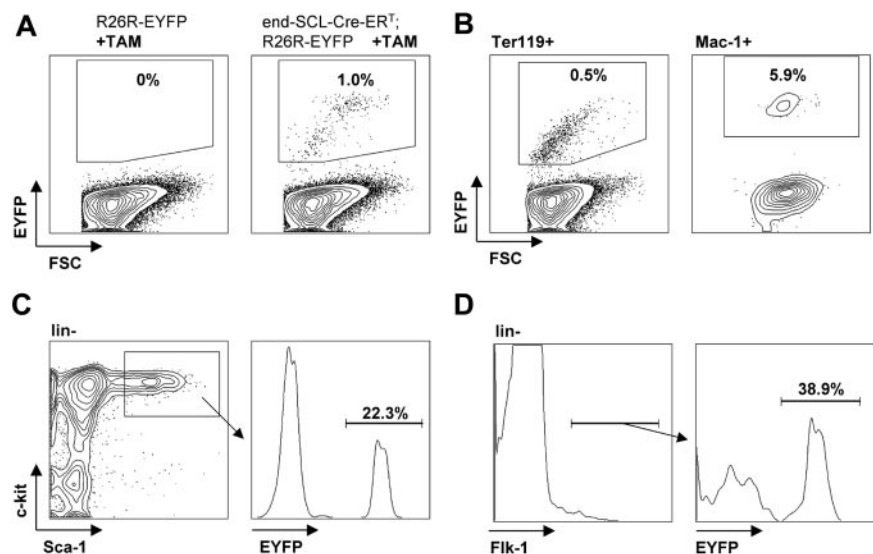 A
R26R-EYFP
+TAM
end-SCL-Cre-ERT;
R26R-EYFP +TAM
0%
1.0%
EYFP
FSC
B
Ter119+
Mac-1+
0.5%
5.9%
EYFP
FSC
C
lin-
22.3%
c-kit
Sca-1
EYFP
D
lin-
38.9%
Flk-1
EYFP